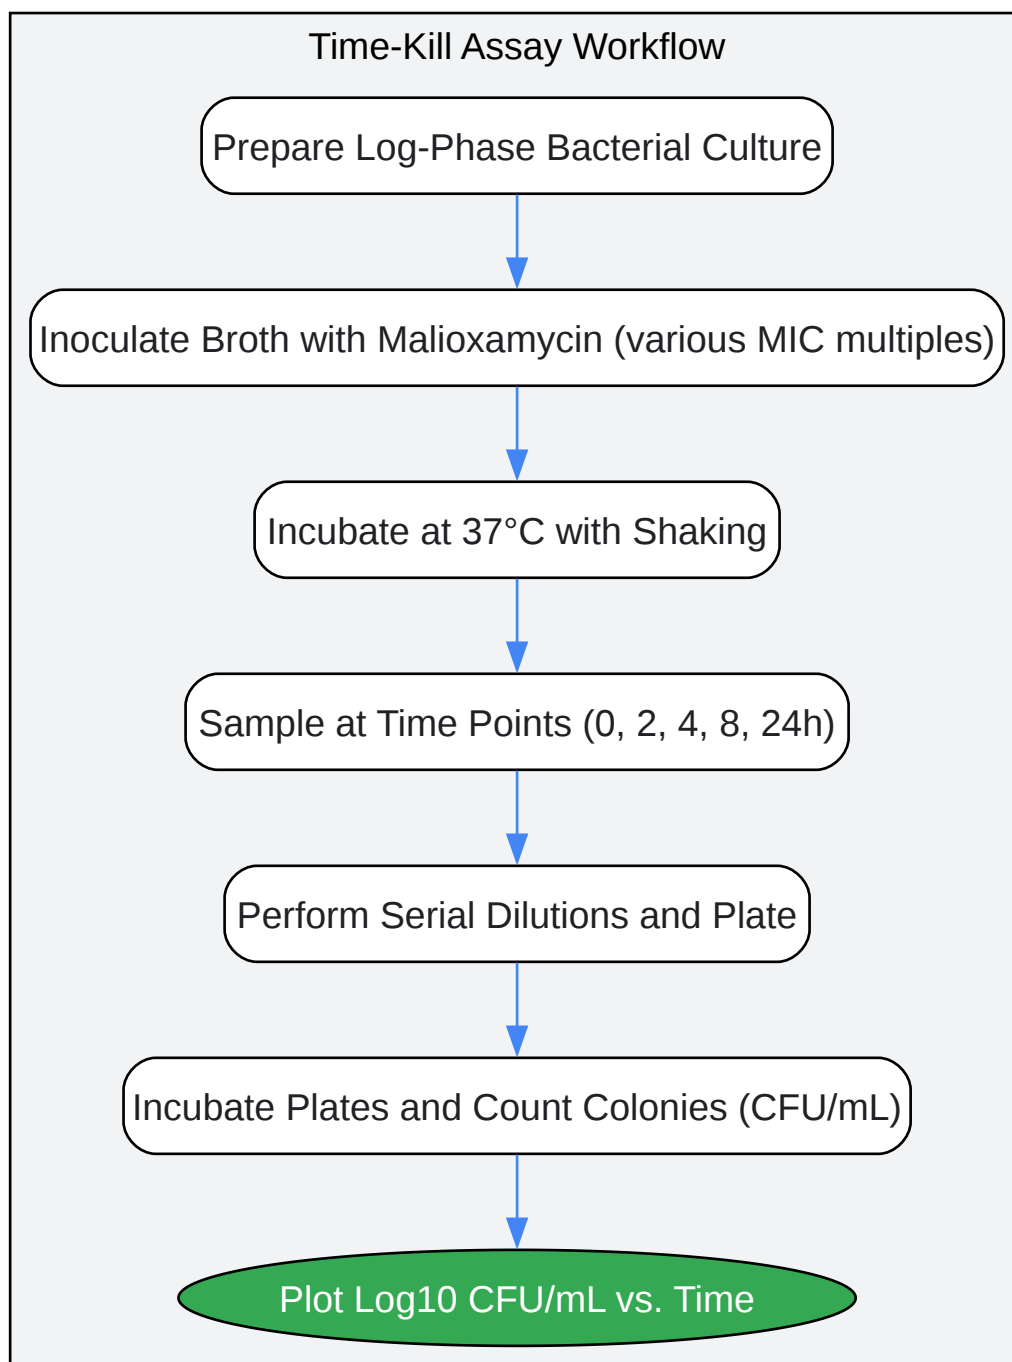 Time-Kill Assay Workflow
Prepare Log-Phase Bacterial Culture
Inoculate Broth with Malioxamycin (various MIC multiples)
Incubate at 37°C with Shaking
Sample at Time Points (0, 2, 4, 8, 24h)
Perform Serial Dilutions and Plate
Incubate Plates and Count Colonies (CFU/mL)
Plot Log10 CFU/mL vs. Time